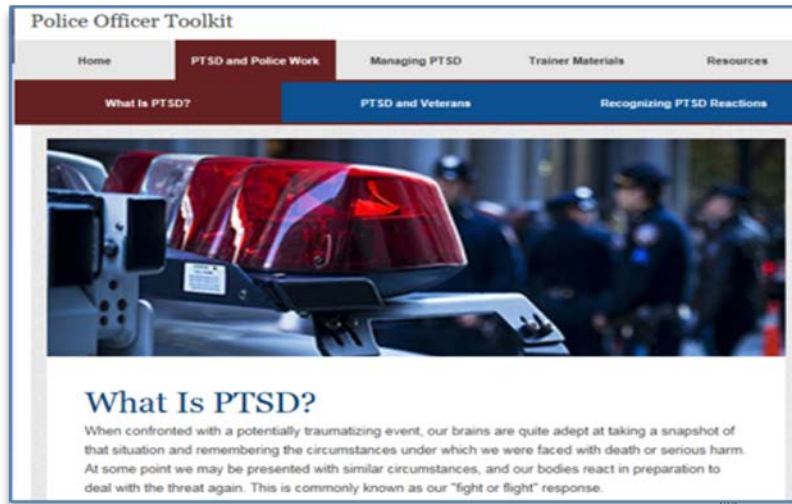 Police Officer Toolkit
Home PTSD and Police Work Managing PTSD Trainer Materials Resources
What Is PTSD? PTSD and Veterans Recognizing PTSD Reactions
What Is PTSD?
When confronted with a potentially traumatizing event, our brains are quite adept at taking a snapshot of
that situation and remembering the circumstances under which we were faced with death or serious harm.
At some point we may be presented with similar circumstances, and our bodies react in preparation to
deal with the threat again. This is commonly known as our "fight or flight" response.